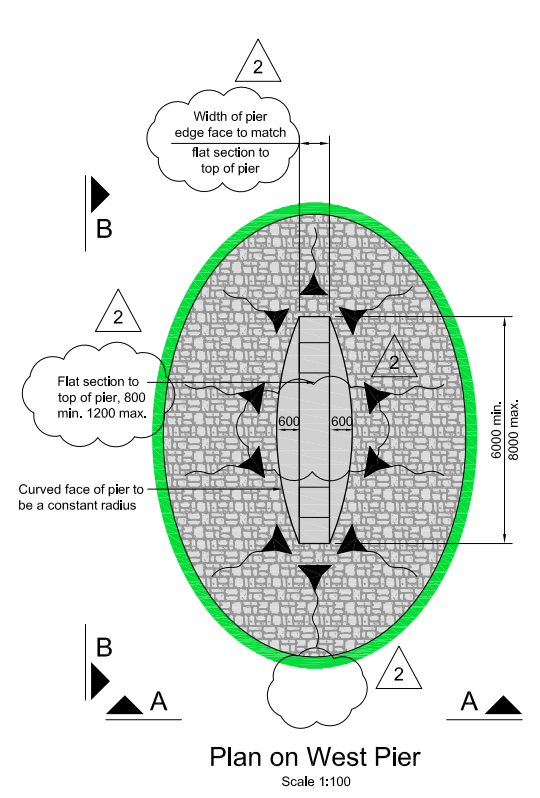 2
Width of pier
edge face to match
flat section to
top of pier
B
2
2
Flat section to
top of pier, 800
min. 1200 max.
600
600
6000 min.
8000 max.
Curved face of pier to
be a constant radius
B
2
A
A
Plan on West Pier
Scale 1:100